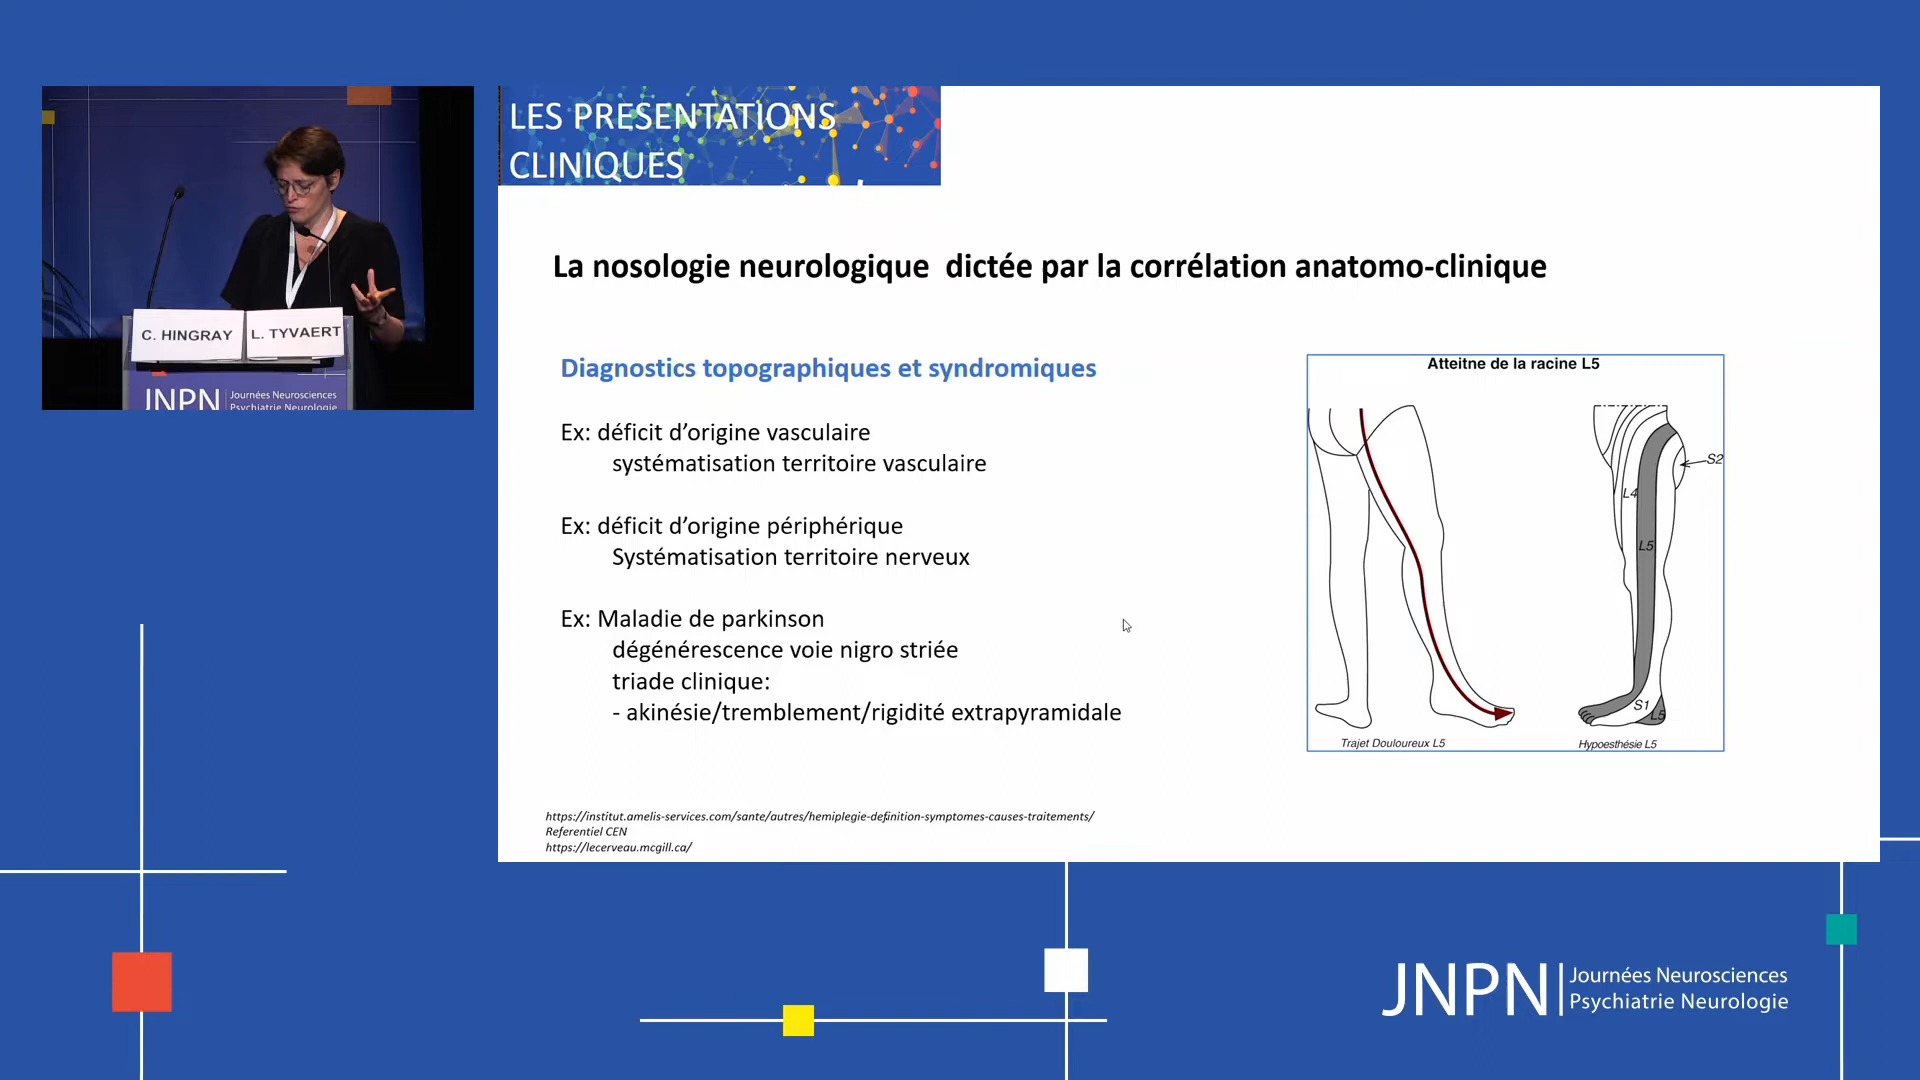 LES PRESENTATIONS
CLINIQUES
La nosologie neurologique dictée par la corrélation anatomo-clinique
Diagnostics topographiques et syndromiques
Ex: déficit d’origine vasculaire
systématisation territoire vasculaire
Ex: déficit d’origine périphérique
Systématisation territoire nerveux
Ex: Maladie de parkinson
dégénérescence voie nigro striée
triade clinique:
- akinésie/tremblement/rigidité extrapyramidale
Atteitne de la racine L5
S2
L4
L5
S1
L5
Trajet Douloureux L5
Hypoesthésie L5
https://institut.amelis-services.com/sante/autres/hemiplegie-definition-symptomes-causes-traitements/
Referentiel CEN
https://lecerveau.mcgill.ca/
C. HINGRAY
L. TYVAERT
JNPN
Journées Neurosciences
Psychiatrie Neurologie
JNPN
Journées Neurosciences
Psychiatrie Neurologie